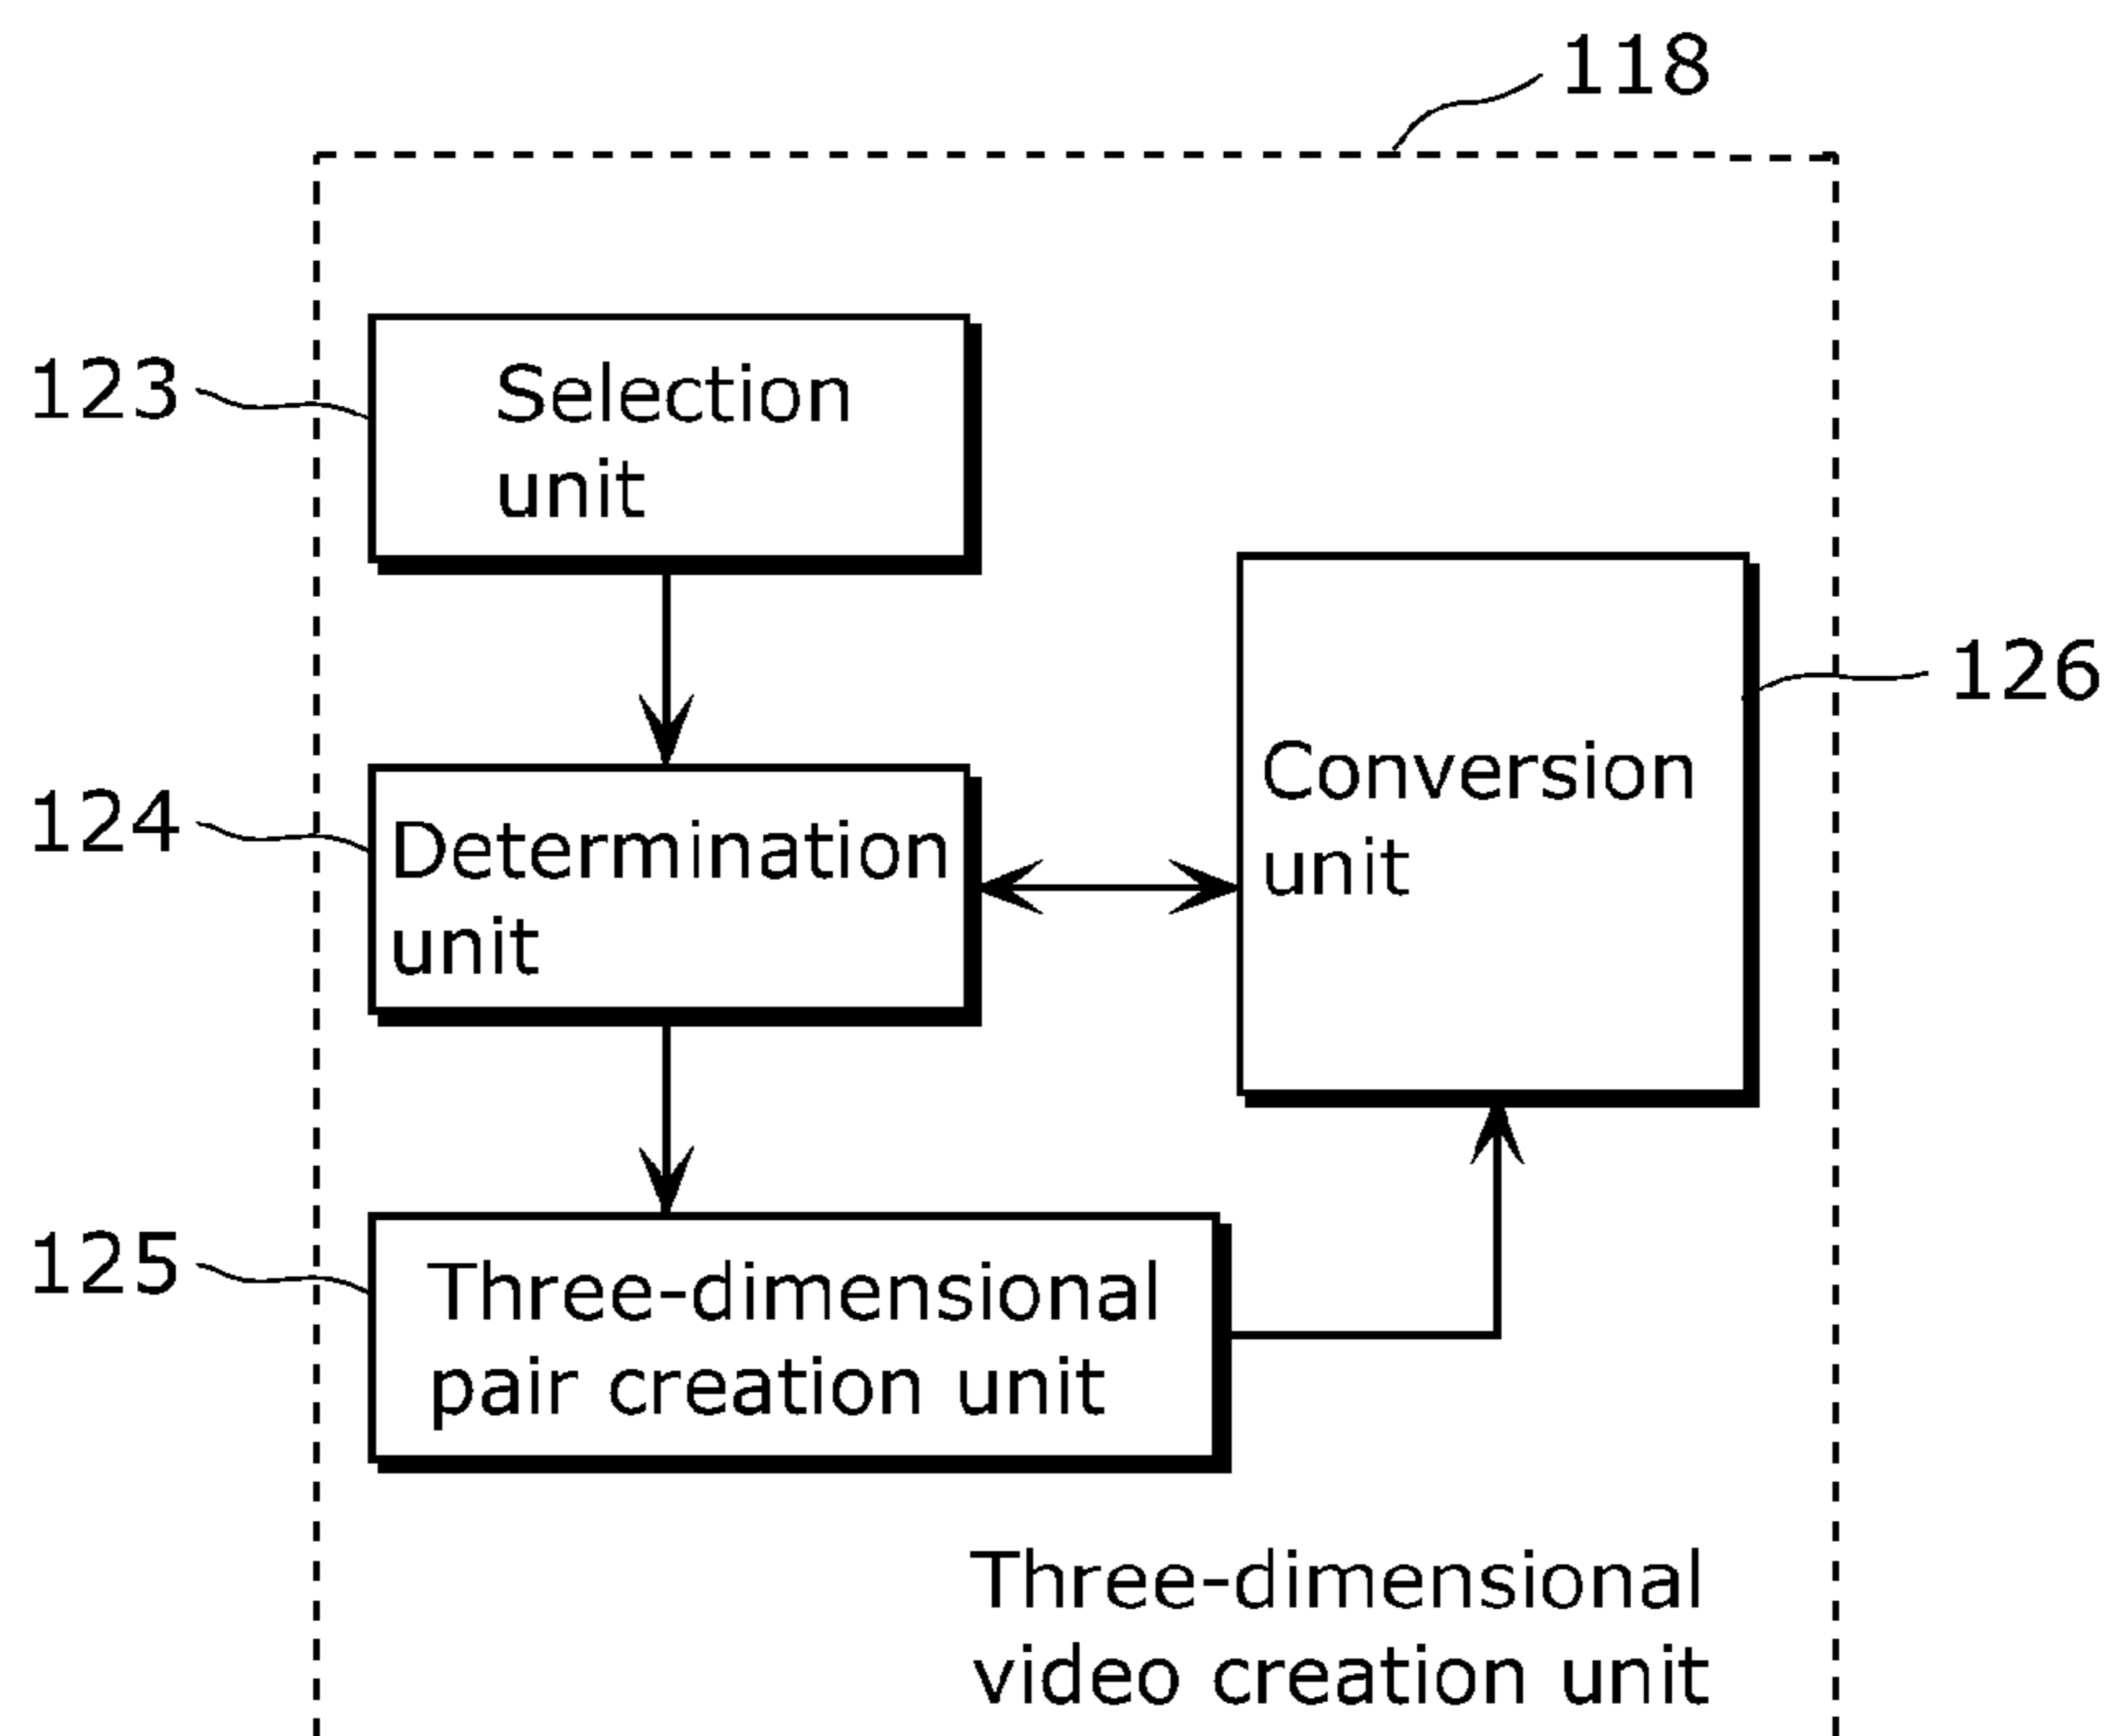 118
123
Selection
unit
126
Conversion
unit
124
Determination
unit
125
Three-dimensional
pair creation unit
Three-dimensional
video creation unit